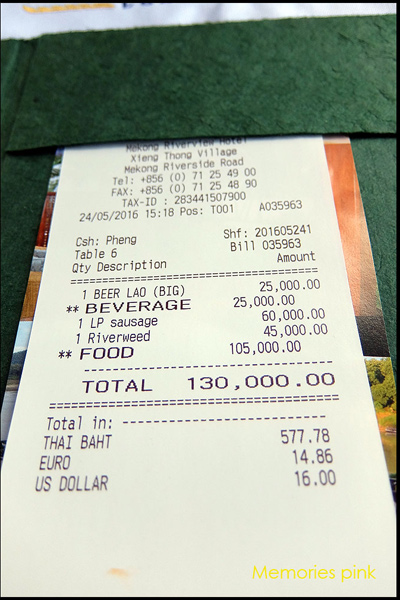 Mekong Riverview Hotel
Xieng Thong Village
Mekong Riverside Road
Tel: +856 (0) 71 25 49 00
FAX: +856 (0) 71 25 48 90
TAX-ID : 283441507900
24/05/2016 15:18 Pos: T001 A035963
Csh: Pheng Shf: 201605241
Table 6 Bill 035963
Qty Description Amount
1 BEER LAO (BIG) 25,000.00
** BEVERAGE 25,000.00
1 LP sausage 60,000.00
1 Riverweed 45,000.00
** FOOD 105,000.00
TOTAL 130,000.00
Total in:
THAI BAHT 577.78
EURO 14.86
US DOLLAR 16.00
Memories pink